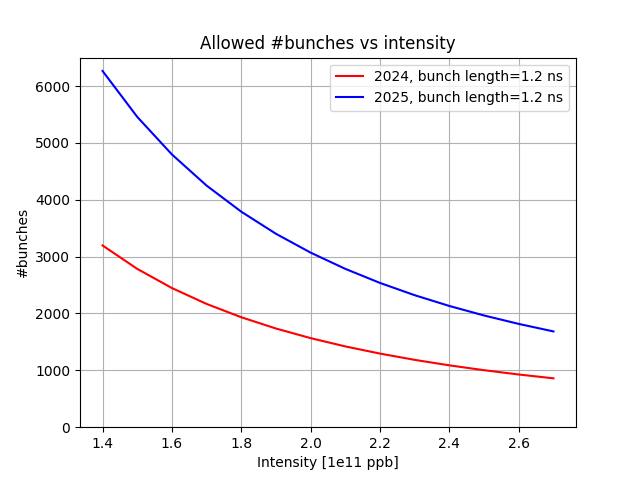 Allowed #bunches vs intensity
2024, bunch length=1.2 ns
2025, bunch length=1.2 ns
#bunches
6000
5000
4000
3000
2000
1000
0
1.4 1.6 1.8 2.0 2.2 2.4 2.6
Intensity [1e11 ppb]